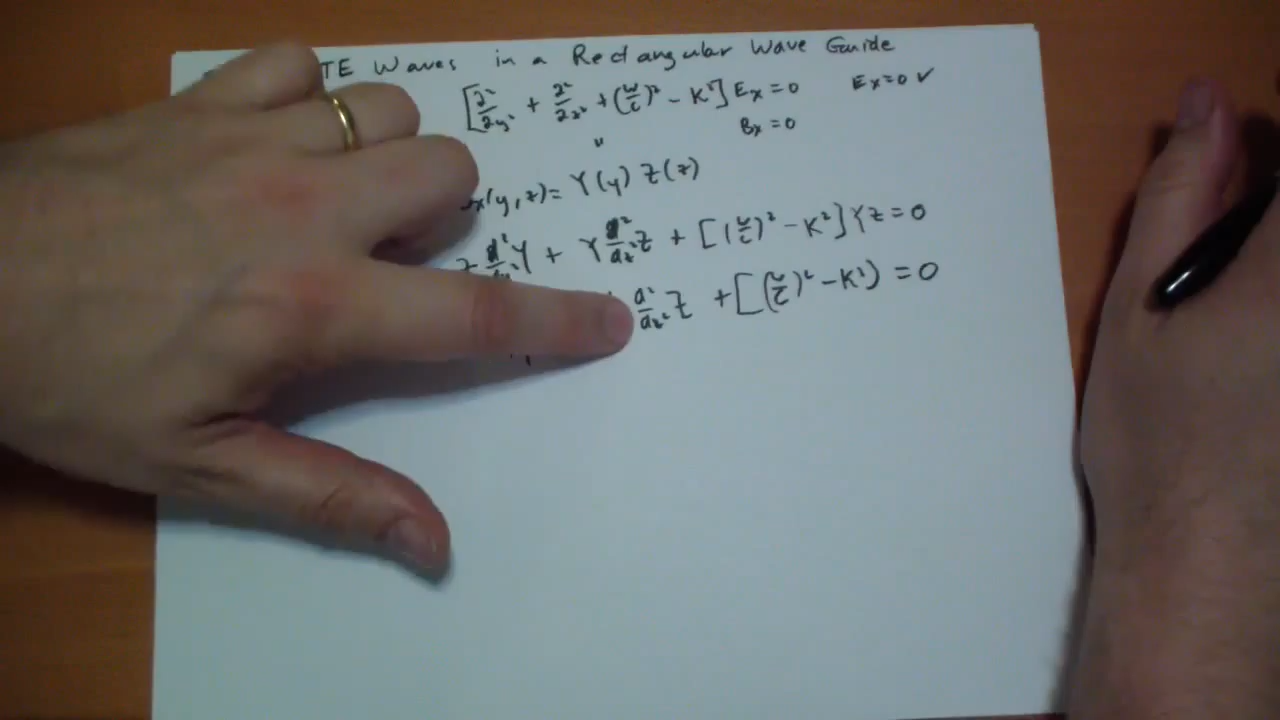 TE Waves in a Rectangular Wave Guide
[∂²/∂y² + ∂²/∂z² + (ω/c)² - K²] Ex = 0 Ex = 0 ✓
" Bx = 0
x(y, z) = Y(y) Z(z)
Z d²/dy² Y + Y d²/dz² Z + [(ω/c)² - K²] YZ = 0
d²/dz² Z + [(ω/c)² - K²) = 0